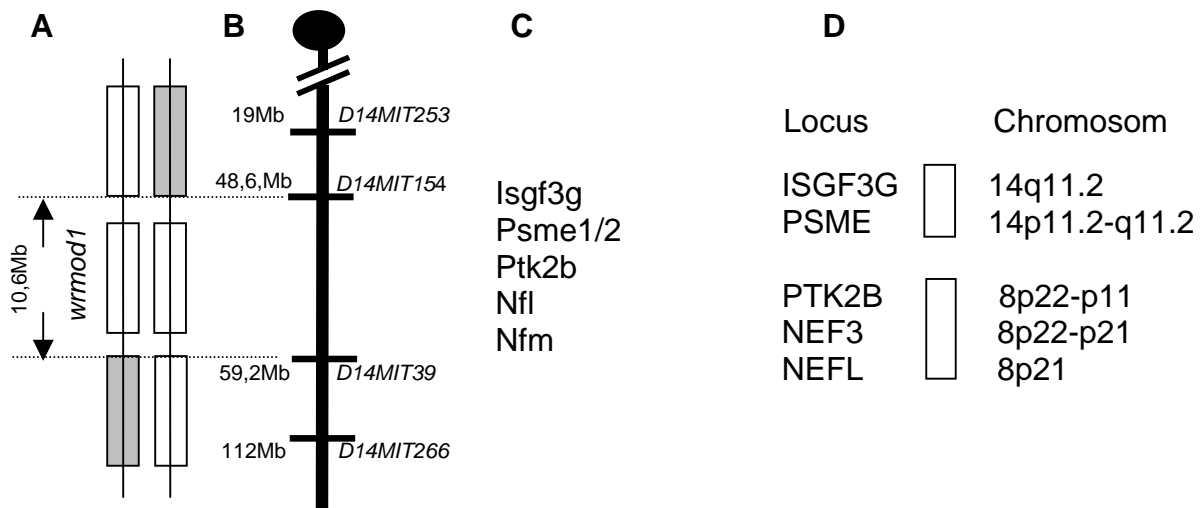 A
B
C
D
19Mb
D14MIT253
48,6,Mb
D14MIT154
10,6Mb
wrmod1
59,2Mb
D14MIT39
112Mb
D14MIT266
Isgf3g
Psme1/2
Ptk2b
Nfl
Nfm
Locus Chromosom
ISGF3G 14q11.2
PSME 14p11.2-q11.2
PTK2B 8p22-p11
NEF3 8p22-p21
NEFL 8p21